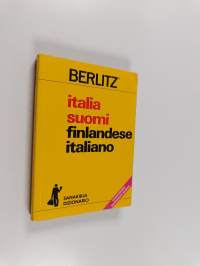 BERLITZ
italia
suomi
finlandese
italiano
SANAKIRJA
DIZIONARIO